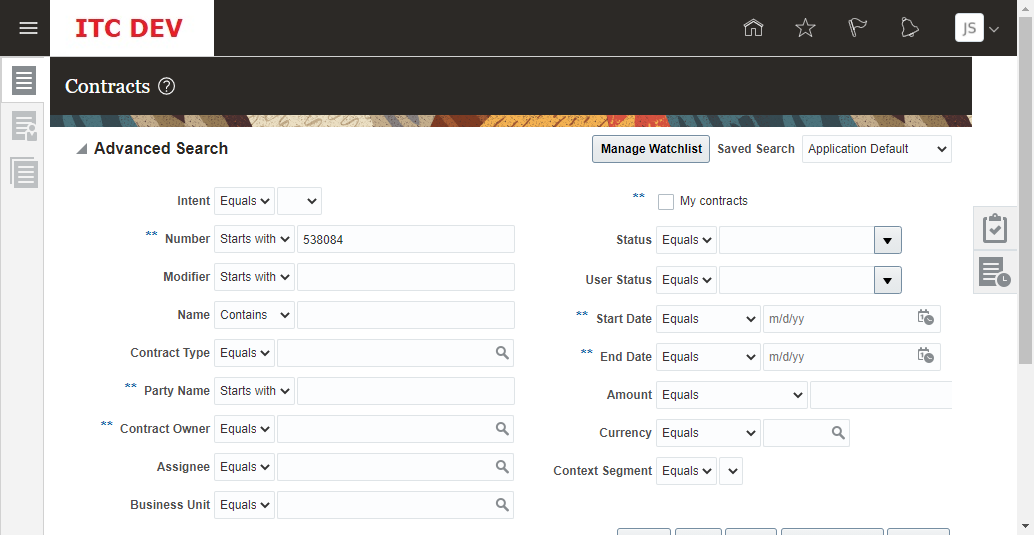 ITC DEV
JS
Contracts ?
Advanced Search
Manage Watchlist Saved Search Application Default
Intent Equals
** My contracts
** Number Starts with 538084
Status Equals
Modifier Starts with
User Status Equals
Name Contains
** Start Date Equals m/d/yy
Contract Type Equals
** End Date Equals m/d/yy
** Party Name Starts with
Amount Equals
** Contract Owner Equals
Currency Equals
Assignee Equals
Context Segment Equals
Business Unit Equals